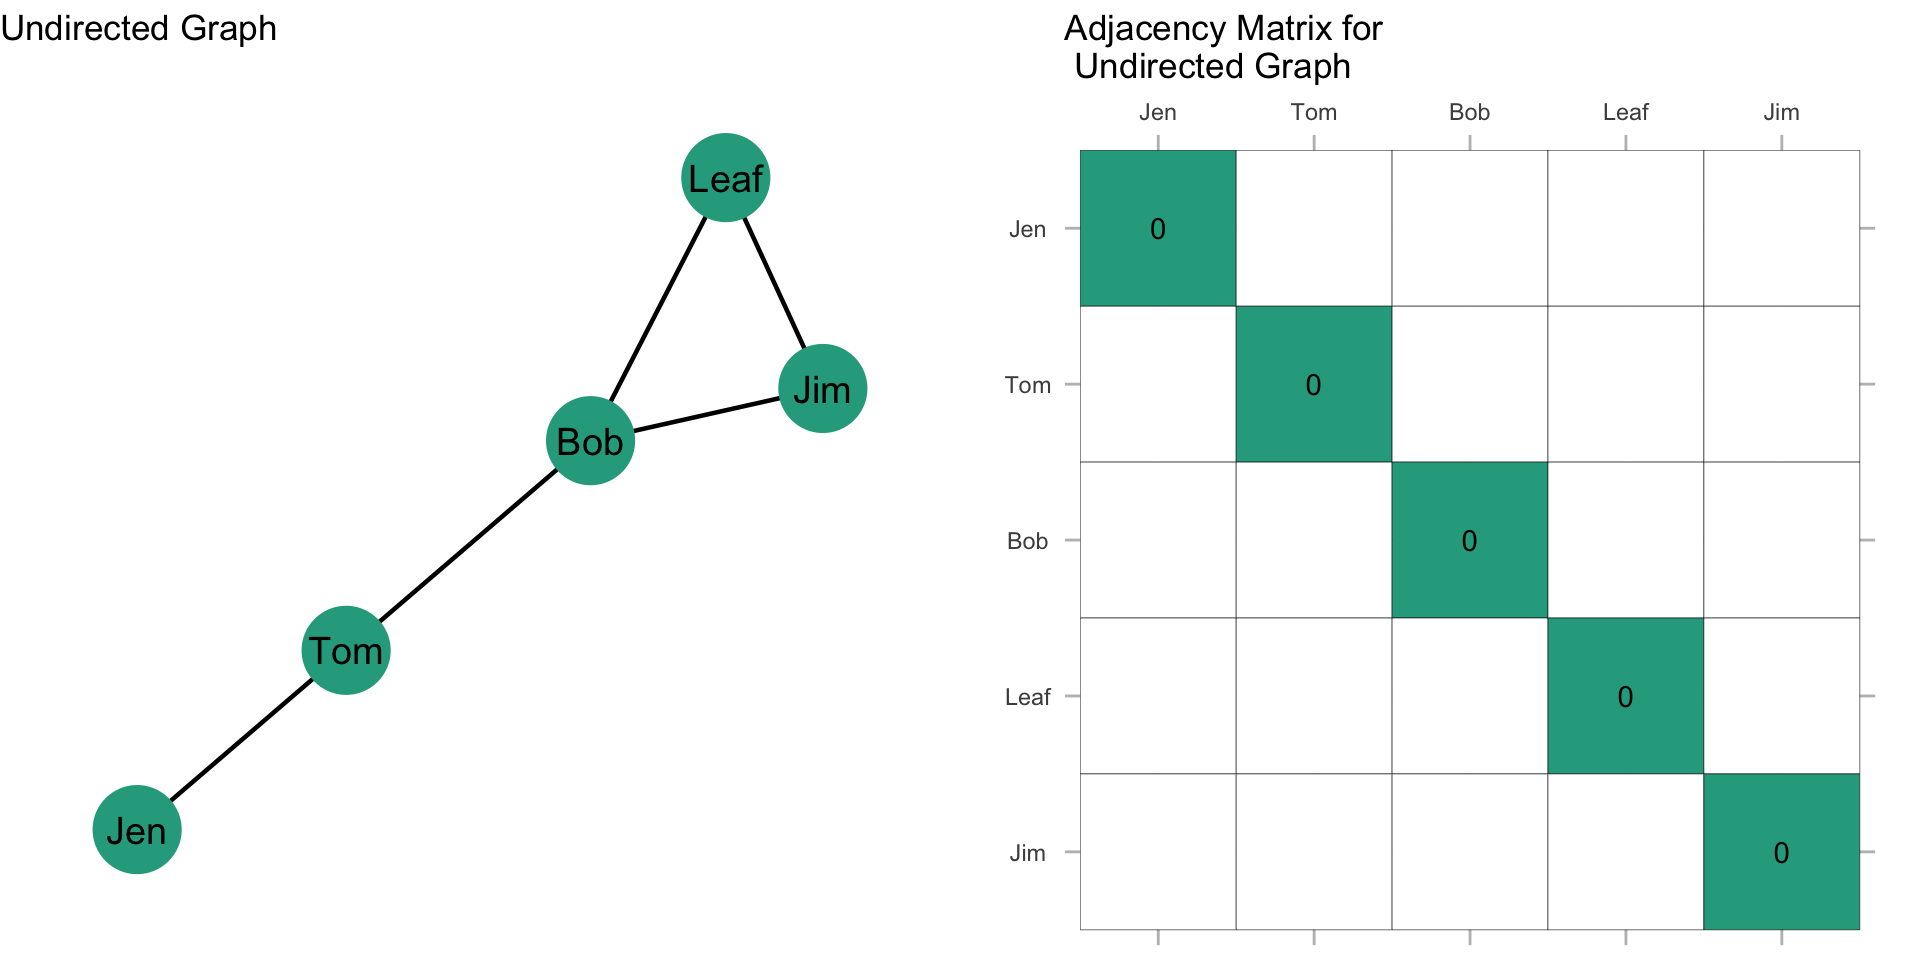 Undirected Graph
Leaf
Jim
Bob
Tom
Jen
Adjacency Matrix for
Undirected Graph
Jen Tom Bob Leaf Jim
Jen 0
Tom 0
Bob 0
Leaf 0
Jim 0